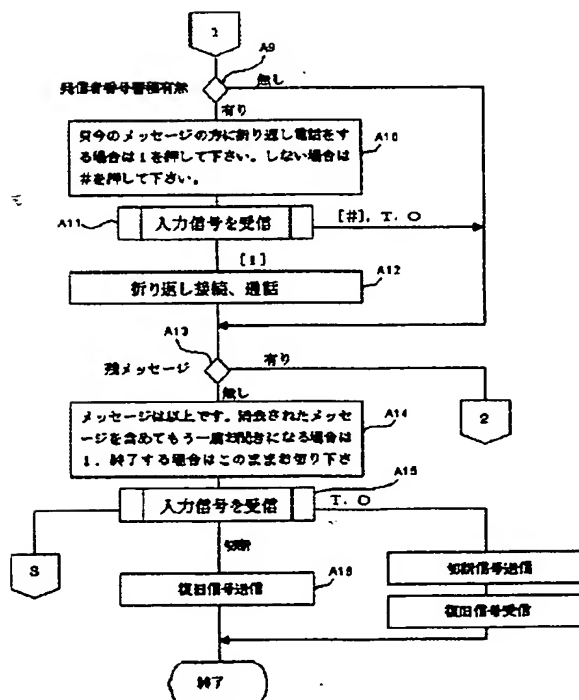 1
A9
発信者番号蓄積有無
無し
有り
只今のメッセージの方に折り返し電話をす
る場合は1を押して下さい。しない場合は
#を押して下さい。
A10
A11
入力信号を受信
[#], T. O
[1]
折り返し接続、通話
A12
A13
残メッセージ
有り
無し
2
メッセージは以上です。消去されたメッセ
ージを含めてもう一度お聞きになる場合は
1. 終了する場合はこのままお切り下さ
A14
A15
入力信号を受信
T. O
3
切断
復旧信号送信
A16
切断信号送信
復旧信号受信
終了